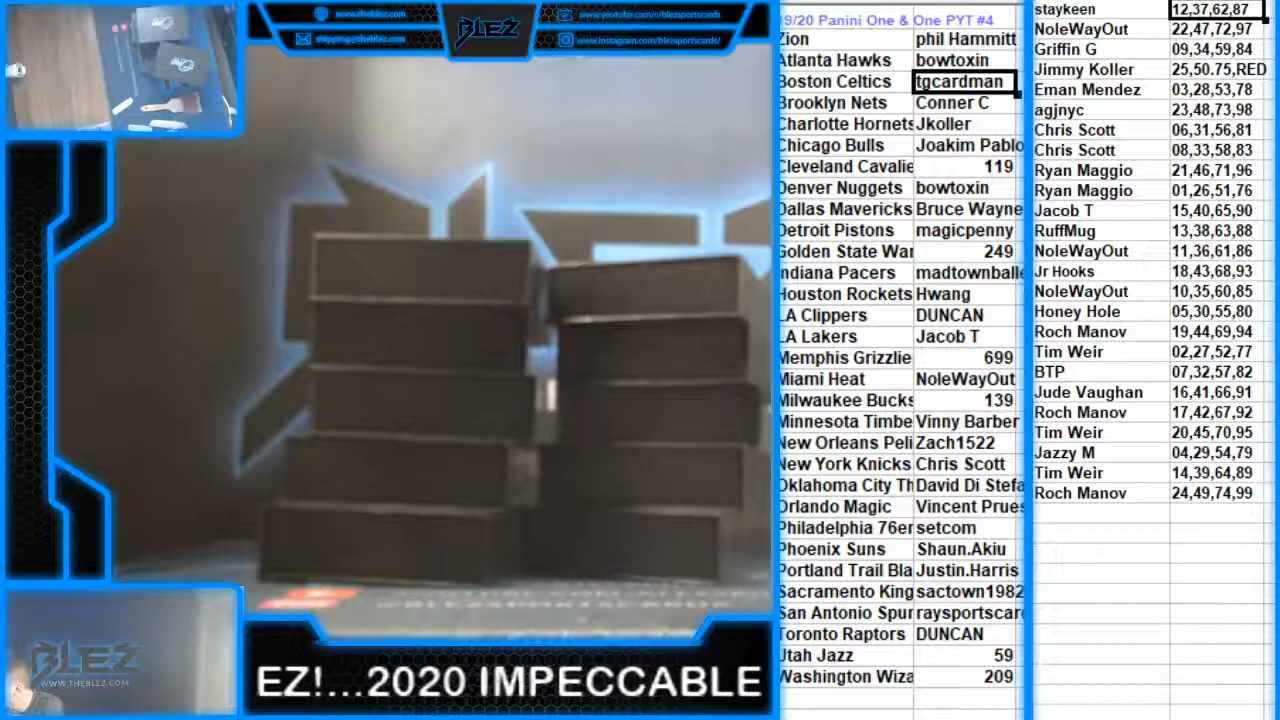 www.theblez.com
www.youtube.com/c/blezsportscards
shipping@theblez.com
www.instagram.com/blezsportscards/
BLEZ
BLEZ
WWW.THEBLEZ.COM
EZ!...2020 IMPECCABLE
9/20 Panini One & One PYT #4
Zion phil Hammitt
Atlanta Hawks bowtoxin
Boston Celtics tgcardman
Brooklyn Nets Conner C
Charlotte Hornets Jkoller
Chicago Bulls Joakim Pablo
Cleveland Cavalie 119
Denver Nuggets bowtoxin
Dallas Mavericks Bruce Wayne
Detroit Pistons magicpenny
Golden State War 249
Indiana Pacers madtownballe
Houston Rockets Hwang
LA Clippers DUNCAN
LA Lakers Jacob T
Memphis Grizzlie 699
Miami Heat NoleWayOut
Milwaukee Bucks 139
Minnesota Timbe Vinny Barber
New Orleans Peli Zach1522
New York Knicks Chris Scott
Oklahoma City Th David Di Stefa
Orlando Magic Vincent Prues
Philadelphia 76er setcom
Phoenix Suns Shaun.Akiu
Portland Trail Bla Justin.Harris
Sacramento King sactown1982
San Antonio Spur raysportscar
Toronto Raptors DUNCAN
Utah Jazz 59
Washington Wiza 209
staykeen 12,37,62,87
NoleWayOut 22,47,72,97
Griffin G 09,34,59,84
Jimmy Koller 25,50.75,RED
Eman Mendez 03,28,53,78
agjnyc 23,48,73,98
Chris Scott 06,31,56,81
Chris Scott 08,33,58,83
Ryan Maggio 21,46,71,96
Ryan Maggio 01,26,51,76
Jacob T 15,40,65,90
RuffMug 13,38,63,88
NoleWayOut 11,36,61,86
Jr Hooks 18,43,68,93
NoleWayOut 10,35,60,85
Honey Hole 05,30,55,80
Roch Manov 19,44,69,94
Tim Weir 02,27,52,77
BTP 07,32,57,82
Jude Vaughan 16,41,66,91
Roch Manov 17,42,67,92
Tim Weir 20,45,70,95
Jazzy M 04,29,54,79
Tim Weir 14,39,64,89
Roch Manov 24,49,74,99